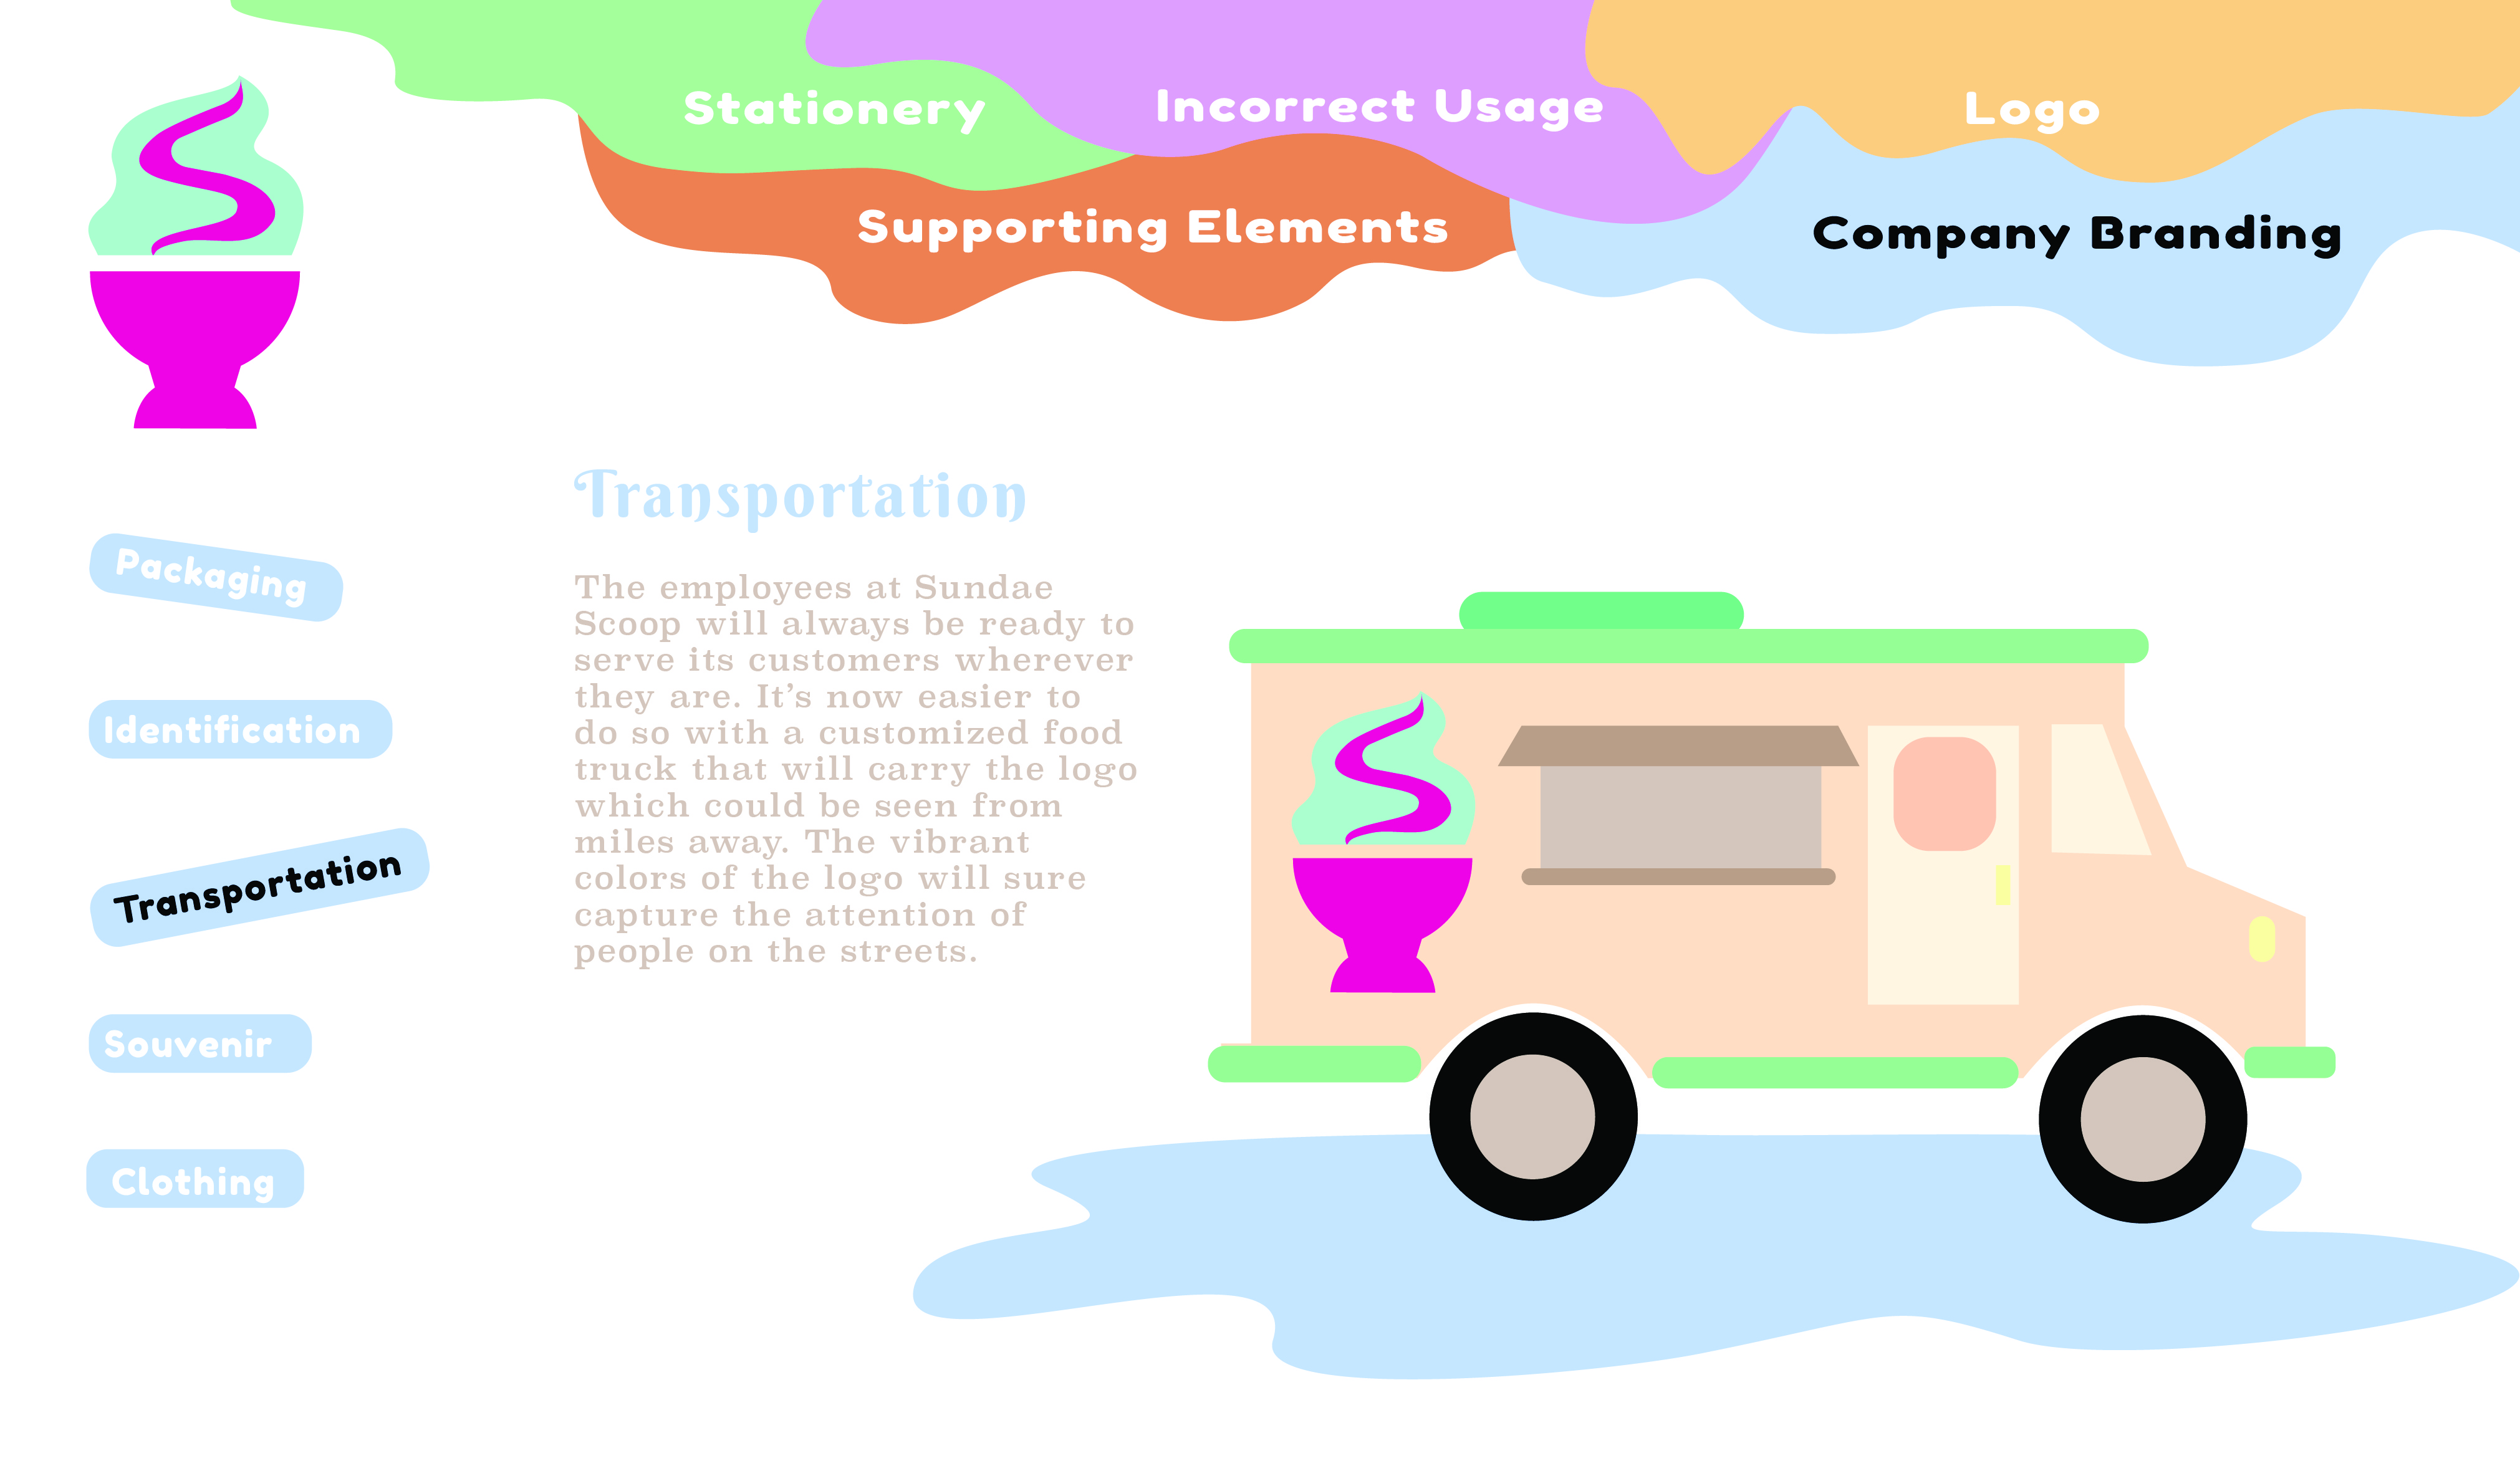 Stationery
Incorrect Usage
Logo
Supporting Elements
Company Branding
Packaging
Identification
Transportation
Souvenir
Clothing
Transportation
The employees at Sundae
Scoop will always be ready to
serve its customers wherever
they are. It’s now easier to
do so with a customized food
truck that will carry the logo
which could be seen from
miles away. The vibrant
colors of the logo will sure
capture the attention of
people on the streets.